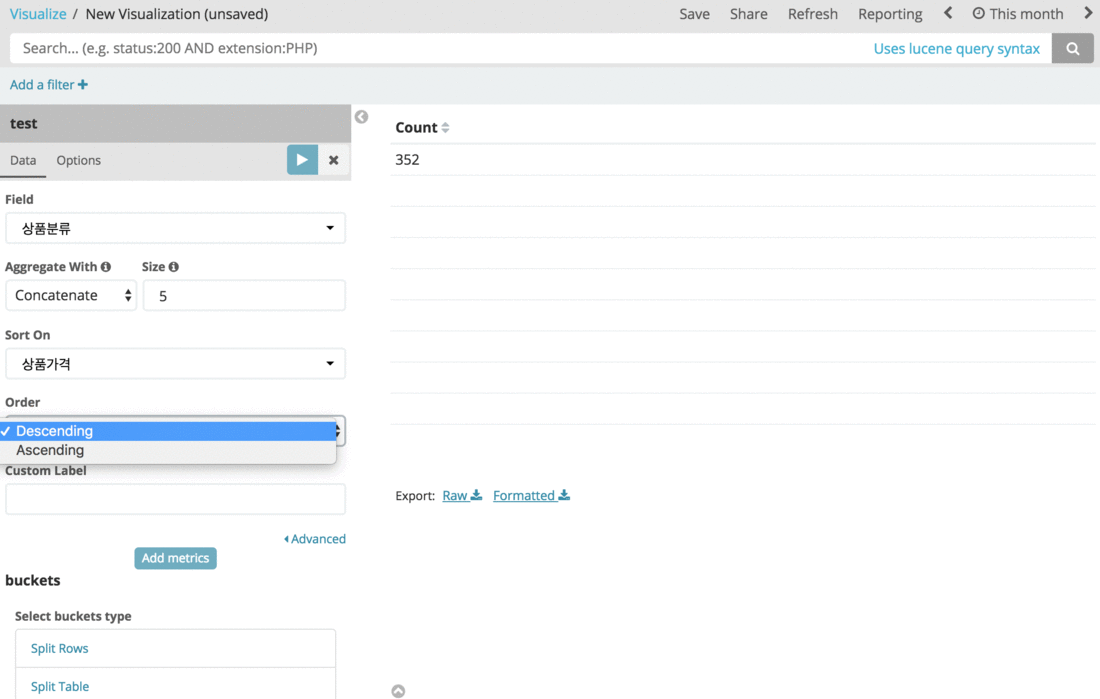 Visualize / New Visualization (unsaved)
Save Share Refresh Reporting This month
Search... (e.g. status:200 AND extension:PHP)
Uses lucene query syntax
Add a filter +
test
Data Options
Field
상품분류
Aggregate With Size
Concatenate 5
Sort On
상품가격
Order
Descending
Ascending
Custom Label
Advanced
Add metrics
buckets
Select buckets type
Split Rows
Split Table
Count
352
Export: Raw Formatted